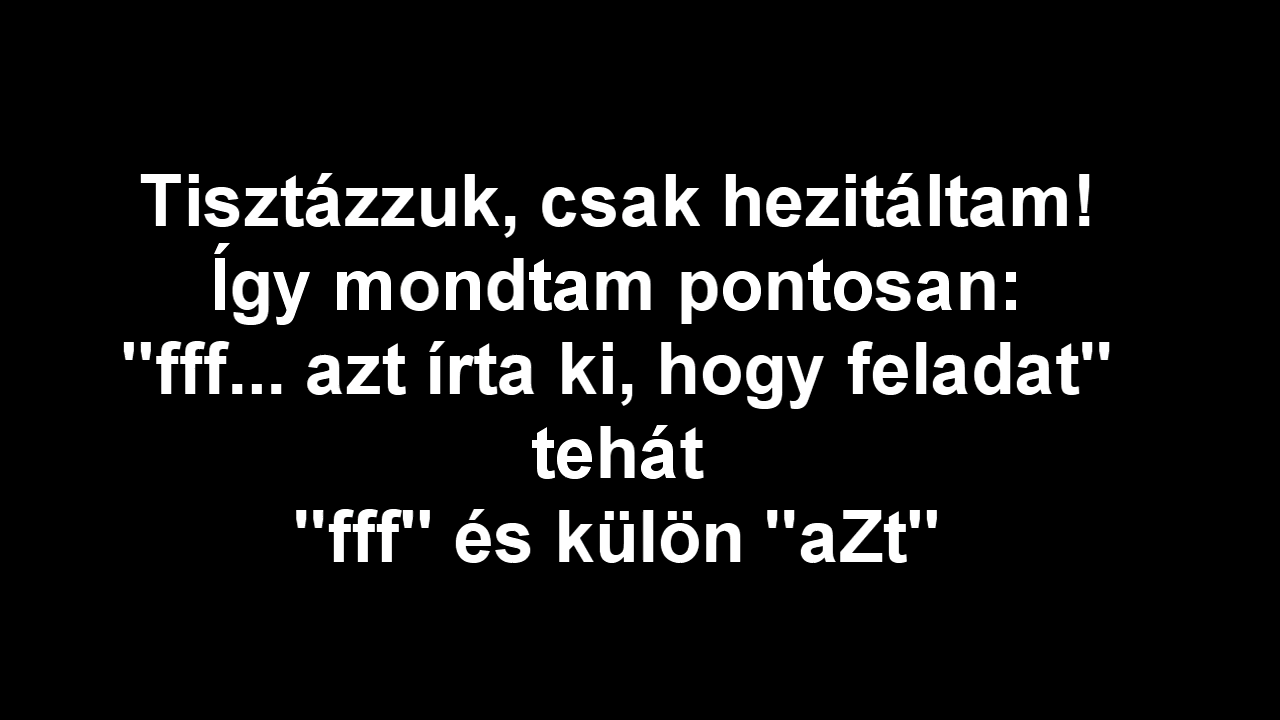 Tisztázzuk, csak hezitáltam!
Így mondtam pontosan:
"fff... azt írta ki, hogy feladat"
tehát
"fff" és külön "aZt"